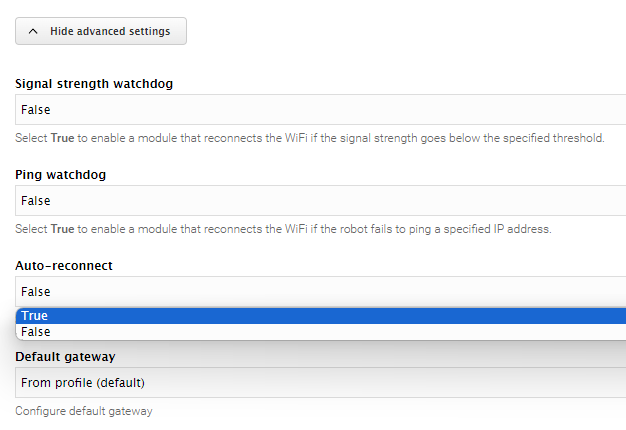 Hide advanced settings
Signal strength watchdog
False
Select True to enable a module that reconnects the WiFi if the signal strength goes below the specified threshold.
Ping watchdog
False
Select True to enable a module that reconnects the WiFi if the robot fails to ping a specified IP address.
Auto-reconnect
False
True
False
Default gateway
From profile (default)
Configure default gateway